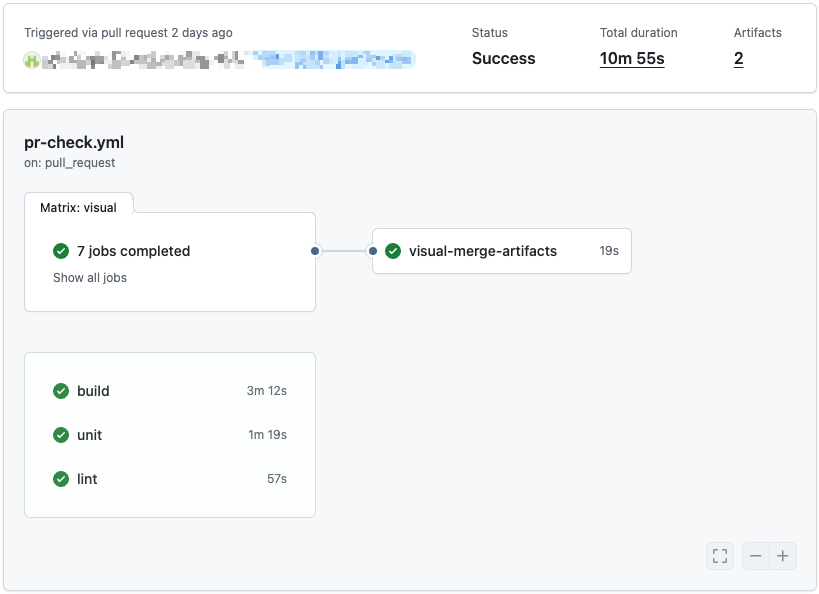 Triggered via pull request 2 days ago
Status
Total duration
Artifacts
Success
10m 55s
2
pr-check.yml
on: pull_request
Matrix: visual
7 jobs completed
Show all jobs
visual-merge-artifacts
19s
build
3m 12s
unit
1m 19s
lint
57s